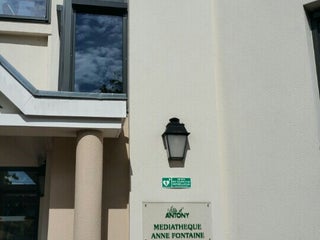 Ville d'
ANTONY
MEDIATHEQUE
ANNE FONTAINE